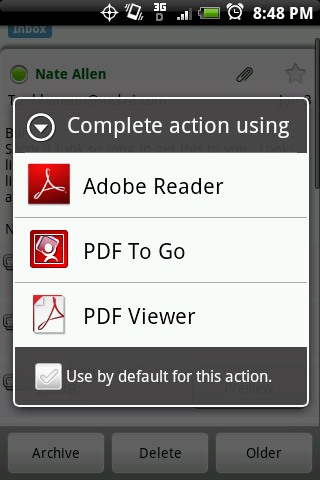 3G
D
8:48 PM
Inbox
Nate Allen
Complete action using
Adobe Reader
PDF To Go
PDF Viewer
Use by default for this action.
Archive
Delete
Older